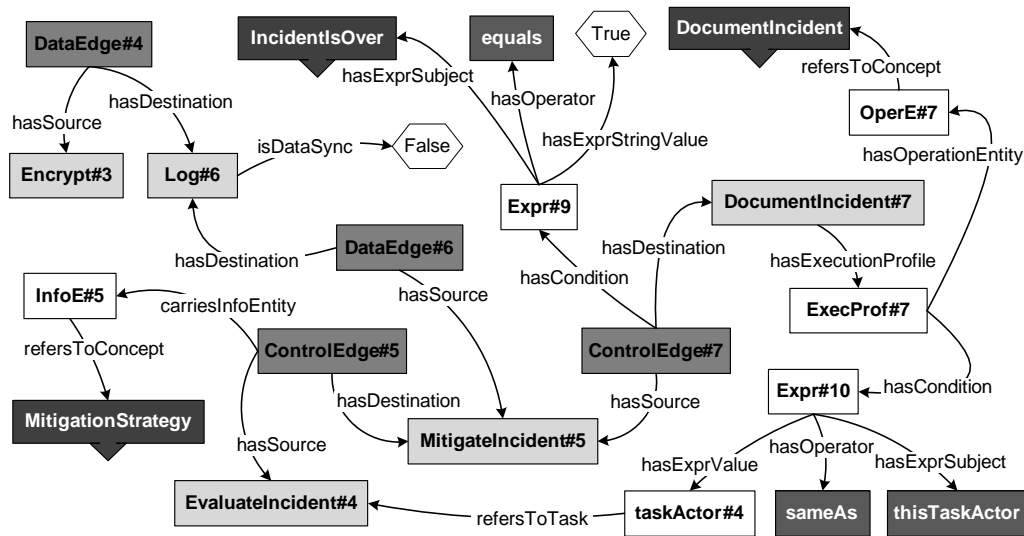 DataEdge#4
IncidentIsOver
equals
True
DocumentIncident
hasExprSubject
refersToConcept
hasDestination
hasOperator
hasSource
OperE#7
isDataSync
False
hasExprStringValue
hasOperationEntity
Encrypt#3
Log#6
Expr#9
DocumentIncident#7
DataEdge#6
hasDestination
hasDestination
hasCondition
hasExecutionProfile
InfoE#5
carriesInfoEntity
hasSource
ExecProf#7
refersToConcept
ControlEdge#5
ControlEdge#7
hasCondition
Expr#10
hasDestination
hasSource
MitigationStrategy
hasSource
MitigateIncident#5
hasOperator
hasExprValue
hasExprSubject
EvaluateIncident#4
refersToTask
taskActor#4
sameAs
thisTaskActor